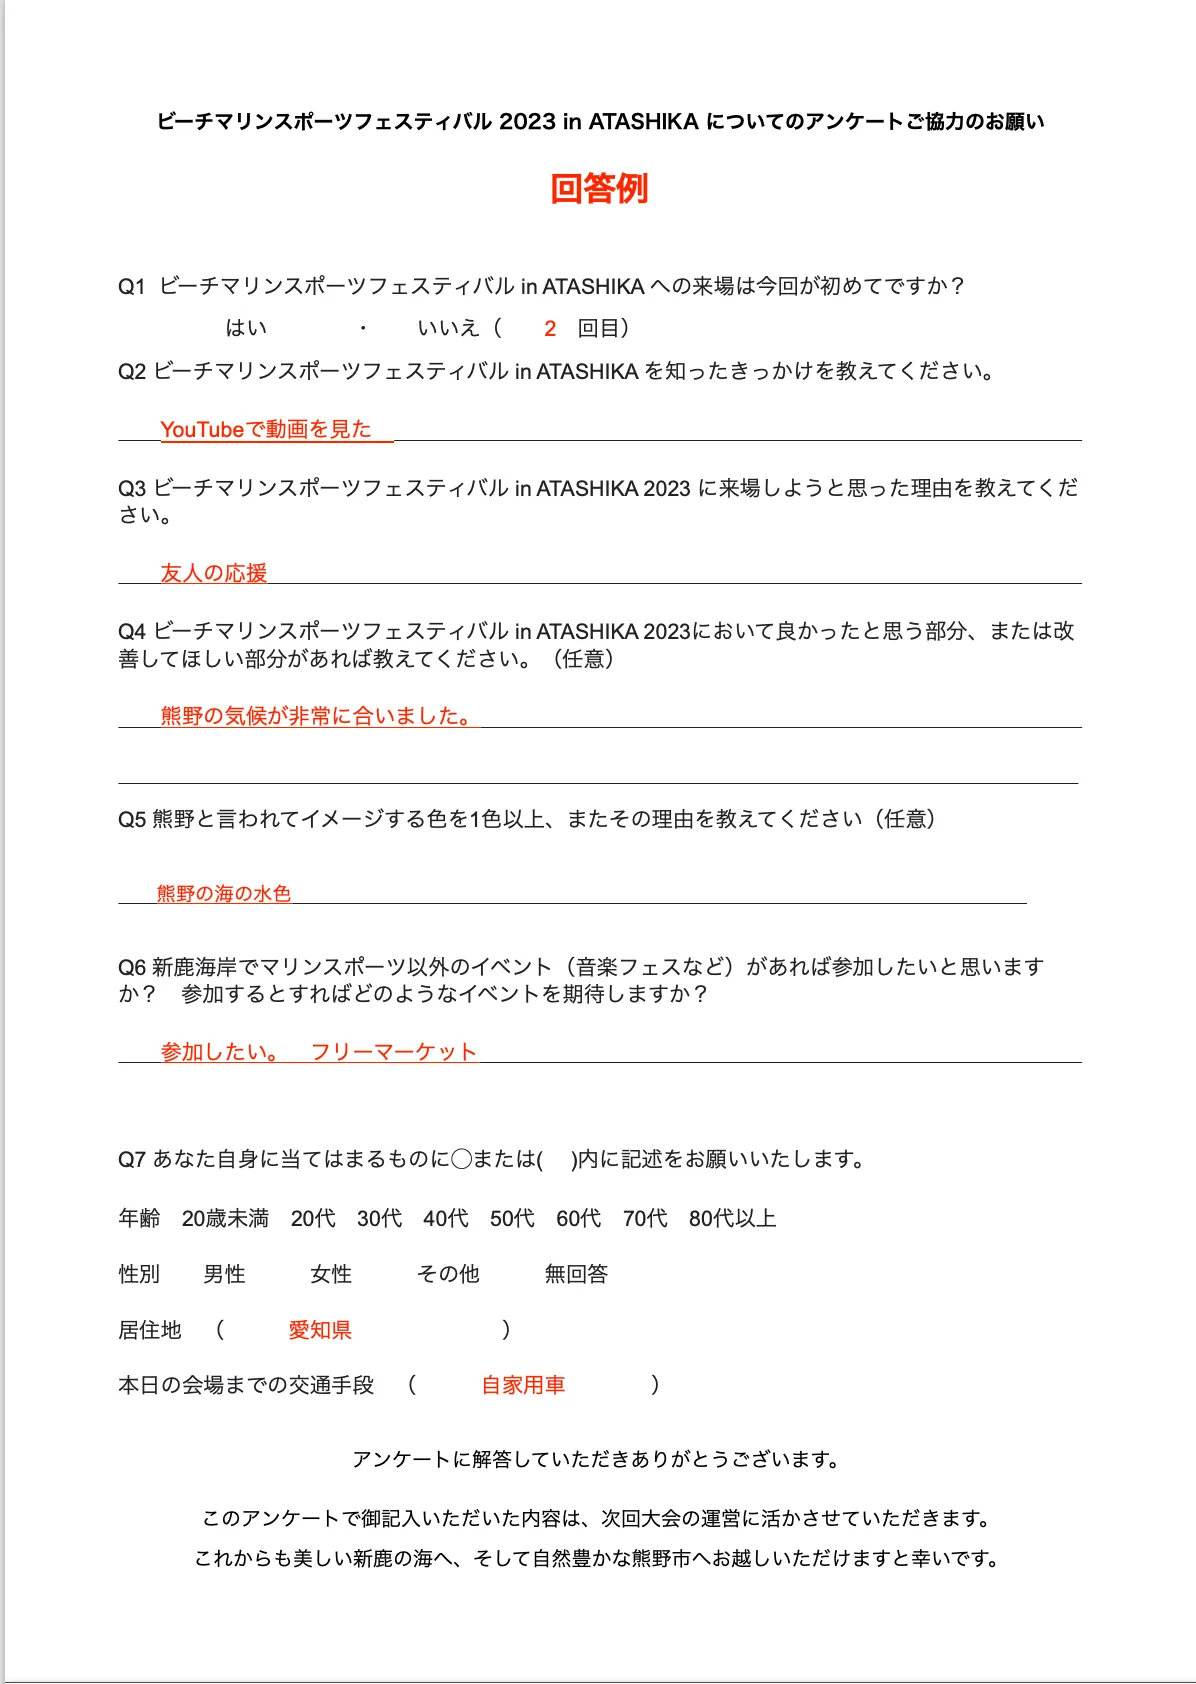 ビーチマリンスポーツフェスティバル 2023 in ATASHIKA についてのアンケートご協力のお願い
回答例
Q1 ビーチマリンスポーツフェスティバル in ATASHIKA への来場は今回が初めてですか？
はい ・ いいえ（ 2 回目）
Q2 ビーチマリンスポーツフェスティバル in ATASHIKA を知ったきっかけを教えてください。
YouTubeで動画を見た
Q3 ビーチマリンスポーツフェスティバル in ATASHIKA 2023 に来場しようと思った理由を教えてくだ
さい。
友人の応援
Q4 ビーチマリンスポーツフェスティバル in ATASHIKA 2023において良かったと思う部分、または改
善してほしい部分があれば教えてください。（任意）
熊野の気候が非常に合いました。
Q5 熊野と言われてイメージする色を1色以上、またその理由を教えてください（任意）
熊野の海の水色
Q6 新鹿海岸でマリンスポーツ以外のイベント（音楽フェスなど）があれば参加したいと思います
か？　参加するとすればどのようなイベントを期待しますか？
参加したい。　フリーマーケット
Q7 あなた自身に当てはまるものに◯または(　)内に記述をお願いいたします。
年齢　20歳未満　20代　30代　40代　50代　60代　70代　80代以上
性別　　男性　　　女性　　　その他　　　無回答
居住地　（　　　愛知県　　　　　　　）
本日の会場までの交通手段　（　　　自家用車　　　　）
アンケートに解答していただきありがとうございます。
このアンケートで御記入いただいた内容は、次回大会の運営に活かさせていただきます。
これからも美しい新鹿の海へ、そして自然豊かな熊野市へお越しいただけますと幸いです。